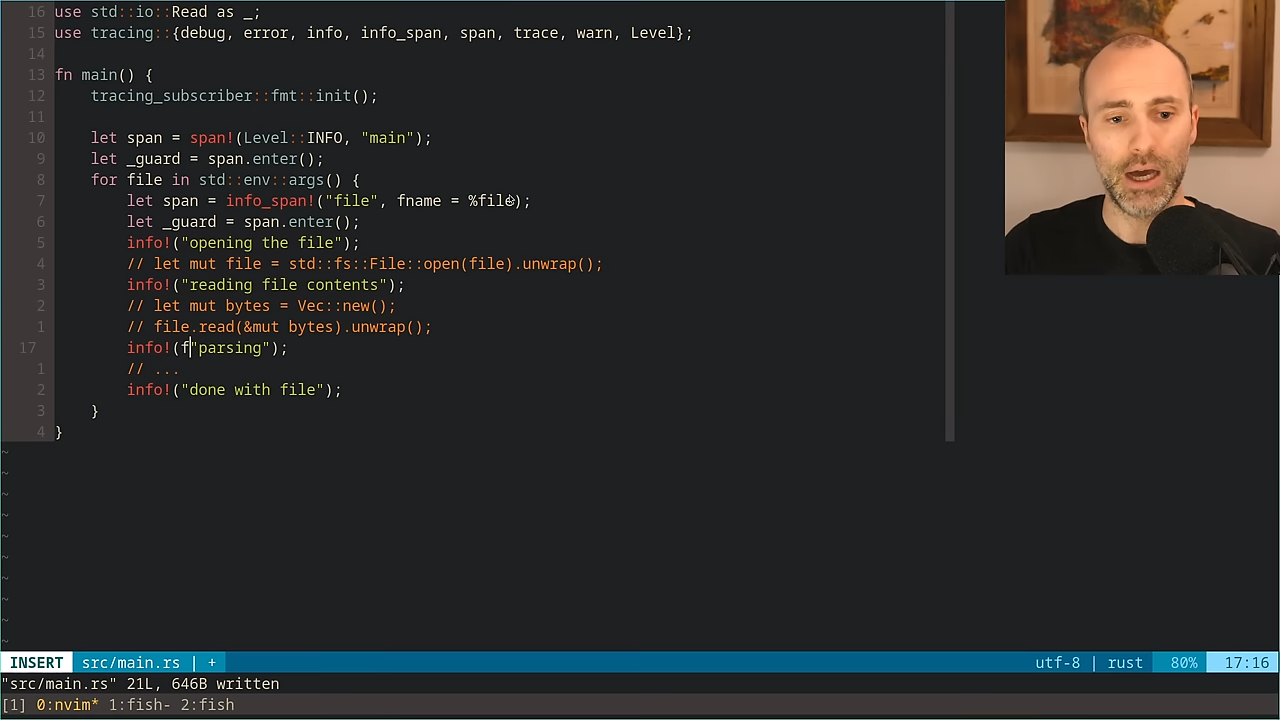 16 use std::io::Read as _;
15 use tracing::{debug, error, info, info_span, span, trace, warn, Level};
14
13 fn main() {
12     tracing_subscriber::fmt::init();
11
10     let span = span!(Level::INFO, "main");
9     let _guard = span.enter();
8     for file in std::env::args() {
7         let span = info_span!("file", fname = %file);
6         let _guard = span.enter();
5         info!("opening the file");
4         // let mut file = std::fs::File::open(file).unwrap();
3         info!("reading file contents");
2         // let mut bytes = Vec::new();
1         // file.read(&mut bytes).unwrap();
17         info!(f"parsing");
1         // ...
2         info!("done with file");
3     }
4 }
~
~
~
~
~
~
~
~
~
~
INSERT src/main.rs | + utf-8 | rust 80% 17:16
"src/main.rs" 21L, 646B written
[1] 0:nvim* 1:fish- 2:fish